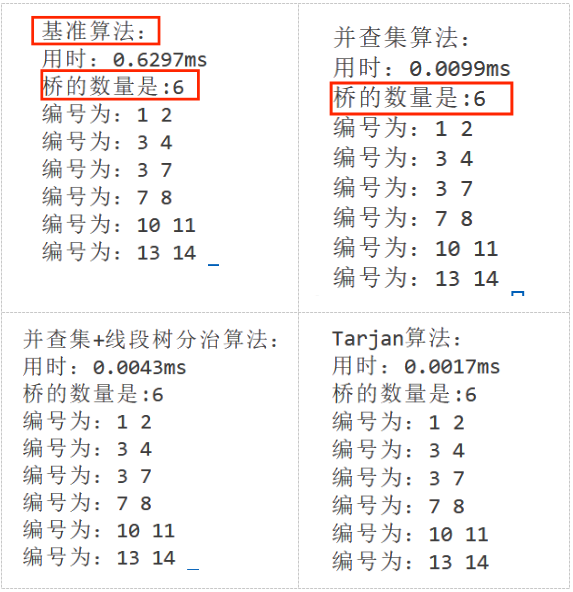 基准算法：
用时：0.6297ms
桥的数量是:6
编号为：1 2
编号为：3 4
编号为：3 7
编号为：7 8
编号为：10 11
编号为：13 14
并查集算法：
用时：0.0099ms
桥的数量是:6
编号为：1 2
编号为：3 4
编号为：3 7
编号为：7 8
编号为：10 11
编号为：13 14
并查集+线段树分治算法：
用时：0.0043ms
桥的数量是:6
编号为：1 2
编号为：3 4
编号为：3 7
编号为：7 8
编号为：10 11
编号为：13 14
Tarjan算法：
用时：0.0017ms
桥的数量是:6
编号为：1 2
编号为：3 4
编号为：3 7
编号为：7 8
编号为：10 11
编号为：13 14